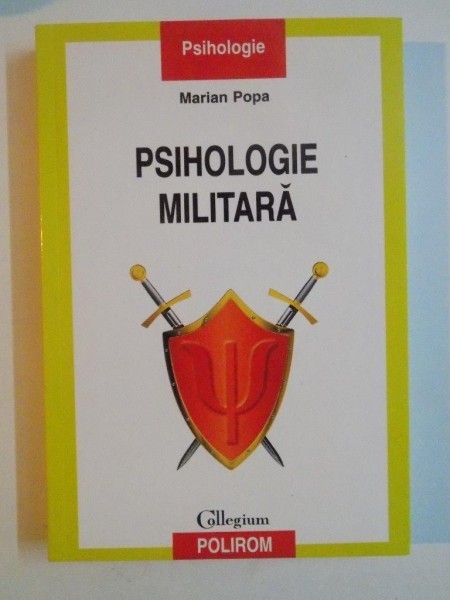 Psihologie
Marian Popa
PSIHOLOGIE
MILITARĂ
Ψ
Collegium
POLIROM